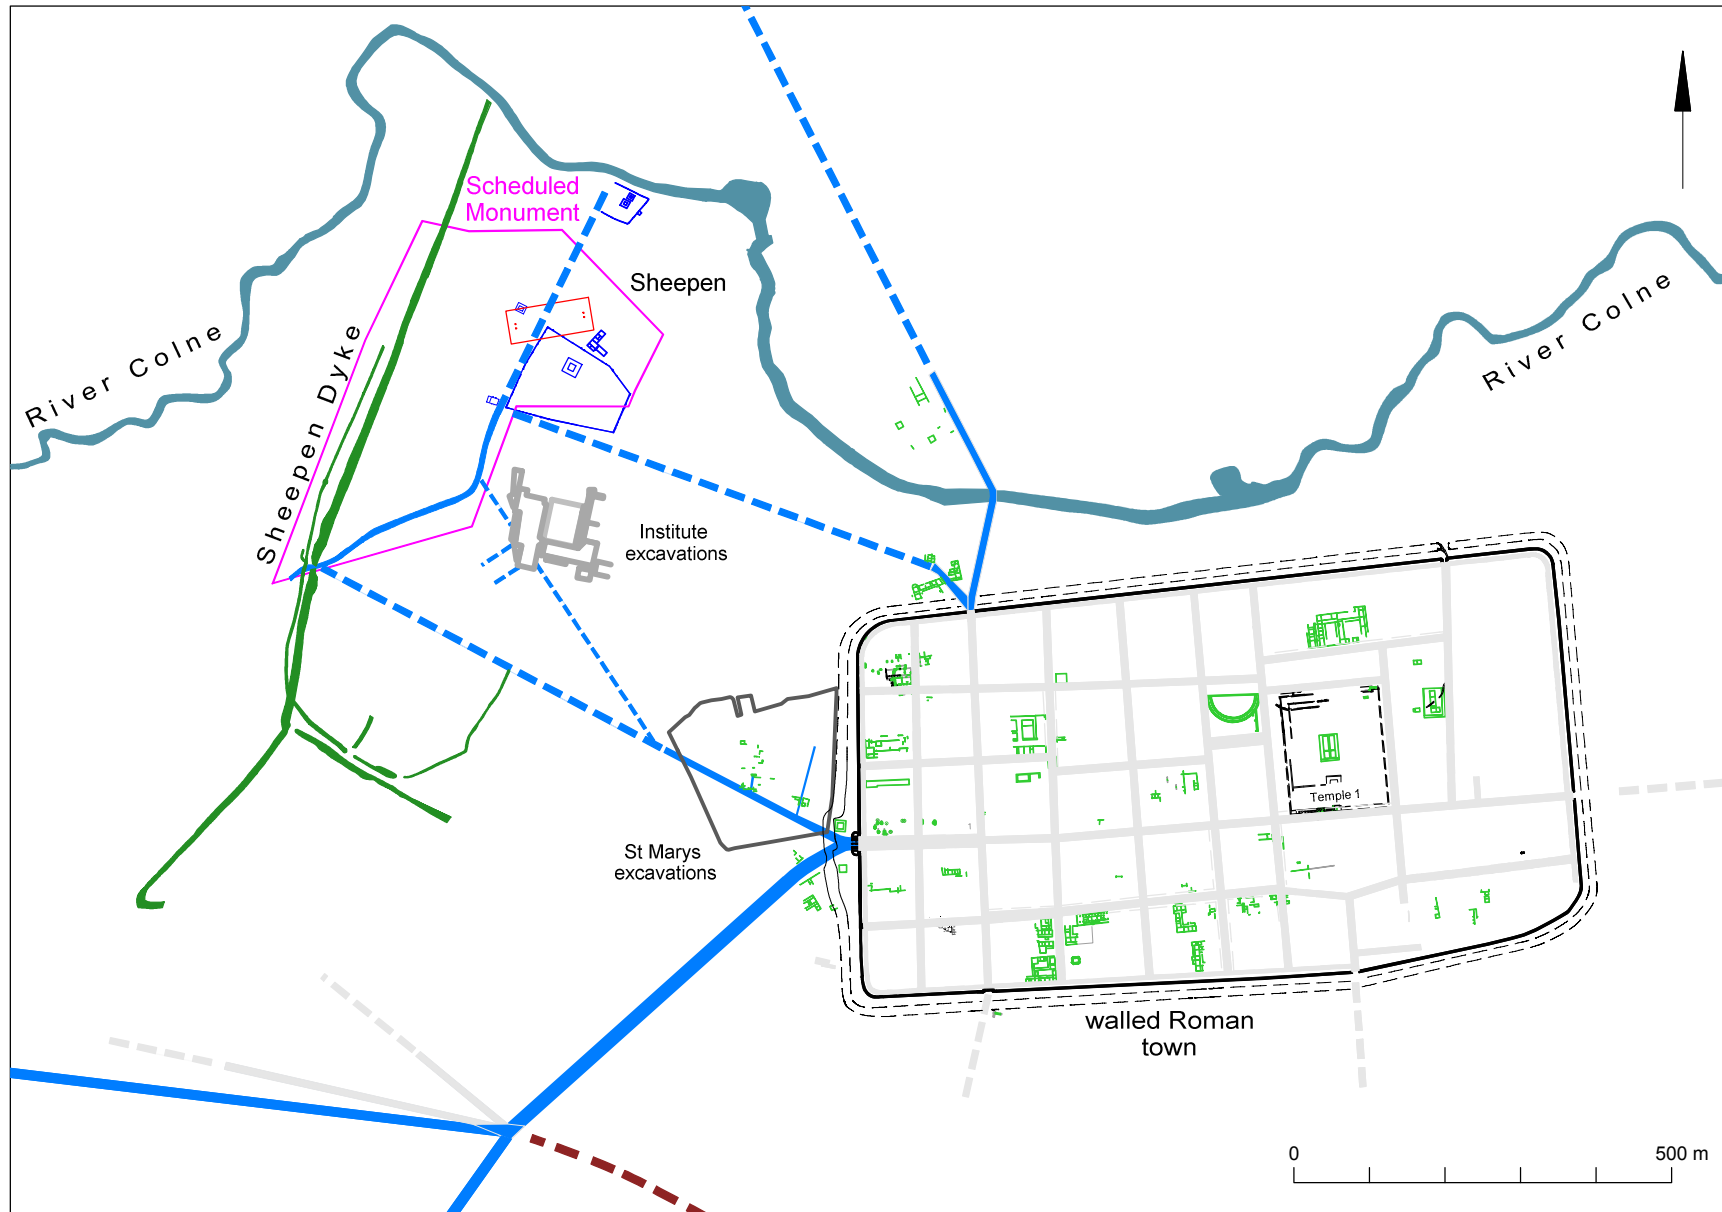 Scheduled
Monument
Sheepen
River Colne
River Colne
Sheepen Dyke
Institute
excavations
Temple 1
St Marys
excavations
walled Roman
town
0
500 m